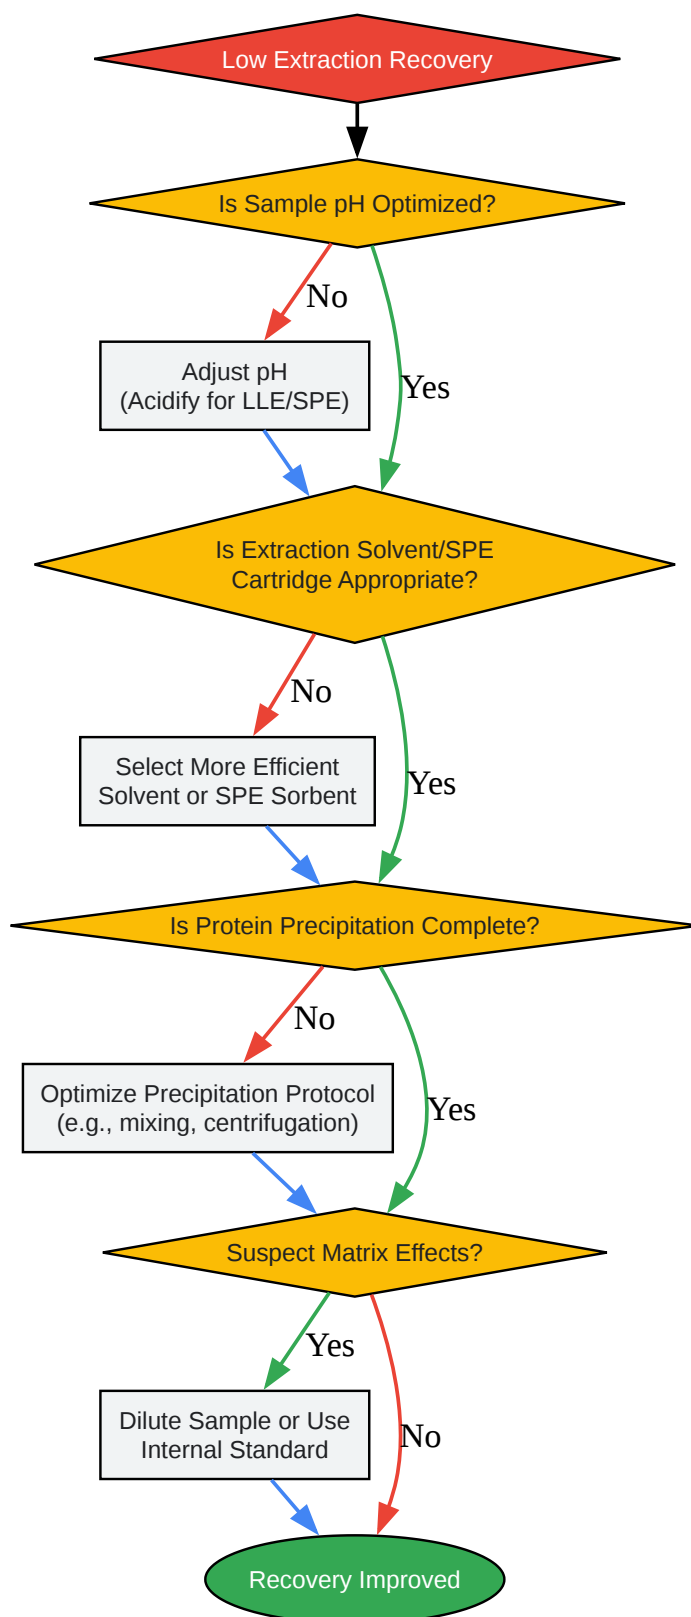 Low Extraction Recovery
Is Sample pH Optimized?
No
Adjust pH
(Acidify for LLE/SPE)
Yes
Is Extraction Solvent/SPE
Cartridge Appropriate?
No
Select More Efficient
Solvent or SPE Sorbent
Yes
Is Protein Precipitation Complete?
No
Optimize Precipitation Protocol
(e.g., mixing, centrifugation)
Yes
Suspect Matrix Effects?
Yes
Dilute Sample or Use
Internal Standard
No
Recovery Improved